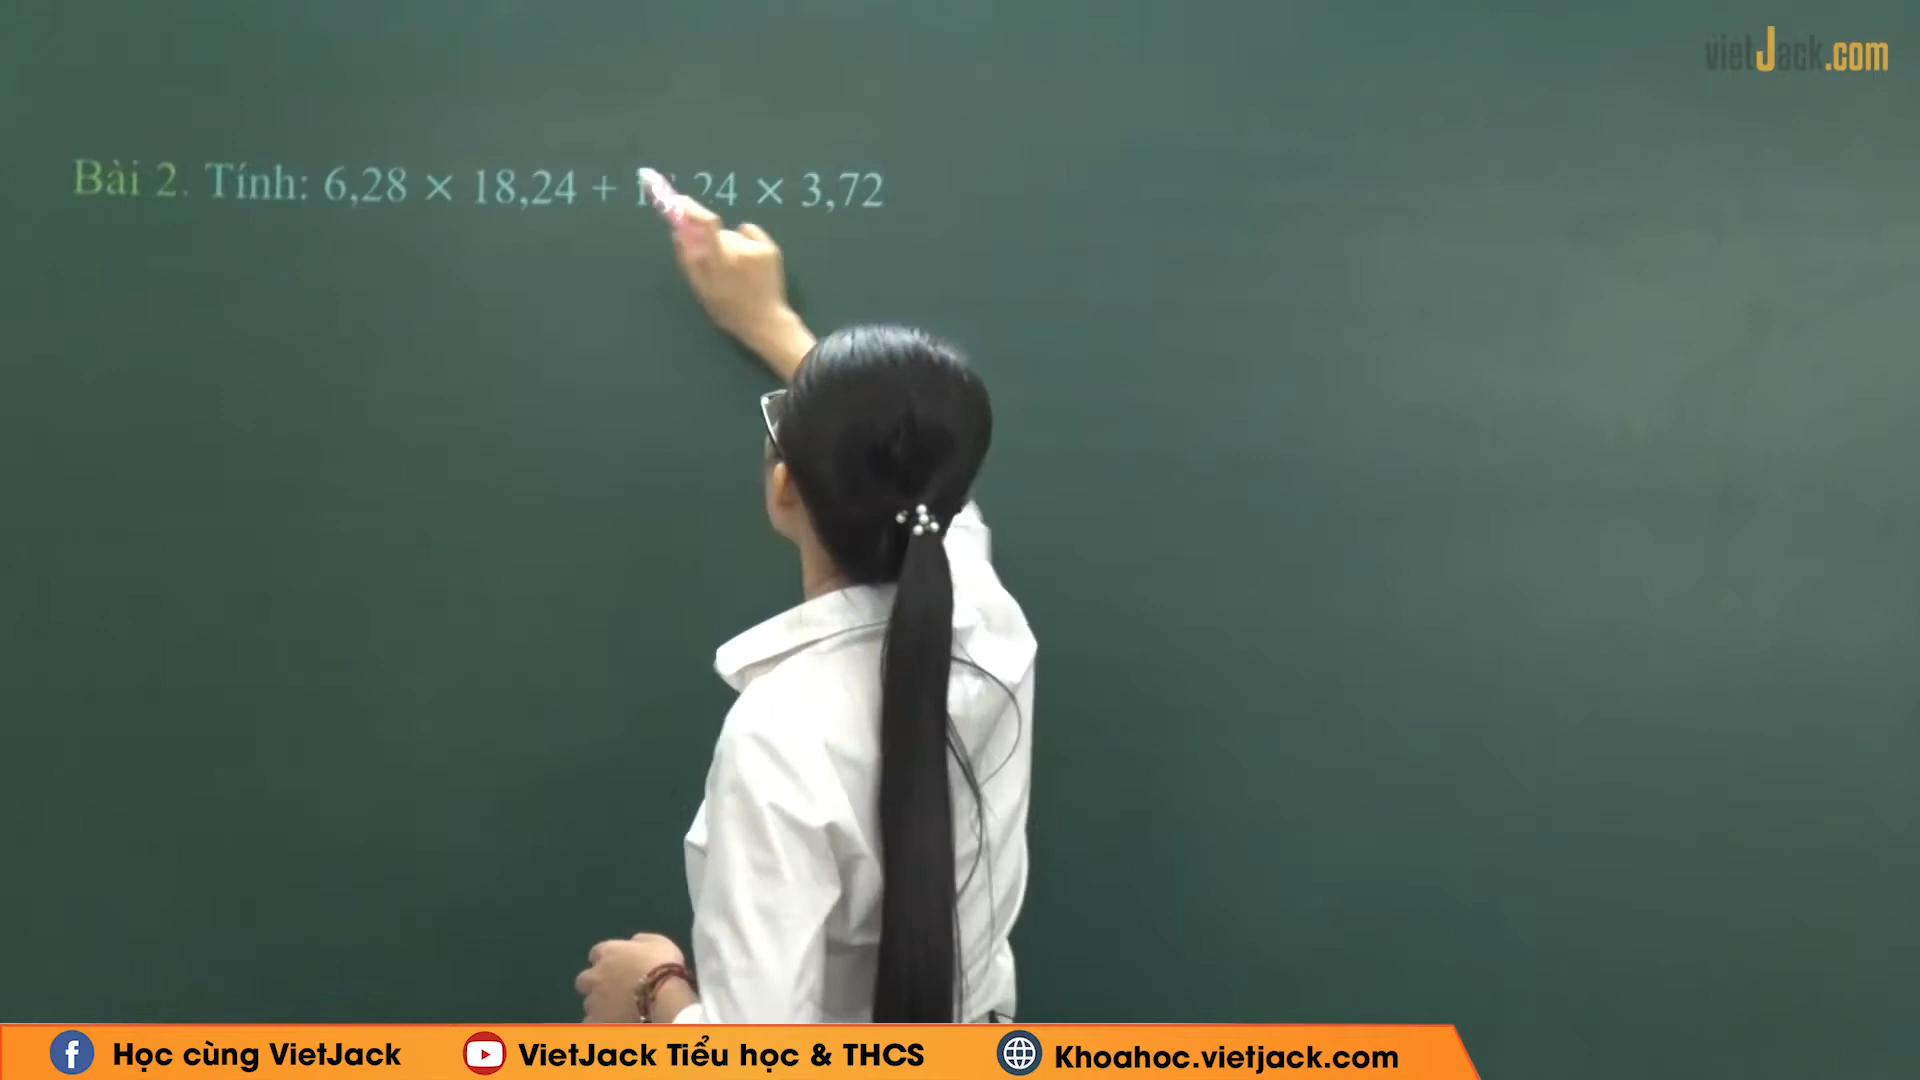 vietJack.com
Bài 2. Tính: 6,28 × 18,24 + 1 ,24 × 3,72
Học cùng VietJack
VietJack Tiểu học & THCS
Khoahoc.vietjack.com